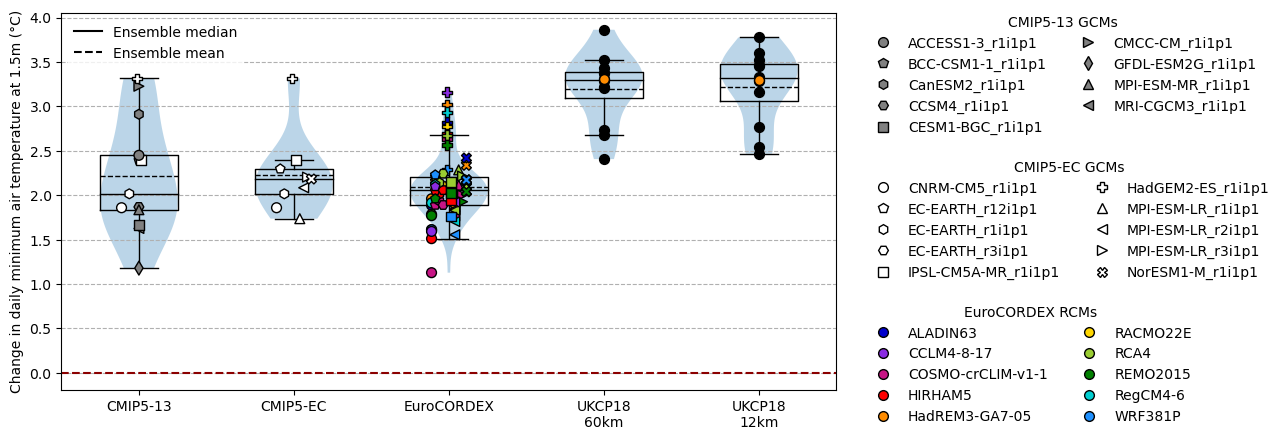 Change in daily minimum air temperature at 1.5m (°C)
4.0
3.5
3.0
2.5
2.0
1.5
1.0
0.5
0.0
Ensemble median
Ensemble mean
CMIP5-13
CMIP5-EC
EuroCORDEX
UKCP18
60km
UKCP18
12km
CMIP5-13 GCMs
ACCESS1-3_r1i1p1
BCC-CSM1-1_r1i1p1
CanESM2_r1i1p1
CCSM4_r1i1p1
CESM1-BGC_r1i1p1
CMCC-CM_r1i1p1
GFDL-ESM2G_r1i1p1
MPI-ESM-MR_r1i1p1
MRI-CGCM3_r1i1p1
CMIP5-EC GCMs
CNRM-CM5_r1i1p1
EC-EARTH_r12i1p1
EC-EARTH_r1i1p1
EC-EARTH_r3i1p1
IPSL-CM5A-MR_r1i1p1
HadGEM2-ES_r1i1p1
MPI-ESM-LR_r1i1p1
MPI-ESM-LR_r2i1p1
MPI-ESM-LR_r3i1p1
NorESM1-M_r1i1p1
EuroCORDEX RCMs
ALADIN63
CCLM4-8-17
COSMO-crCLIM-v1-1
HIRHAM5
HadREM3-GA7-05
RACMO22E
RCA4
REMO2015
RegCM4-6
WRF381P